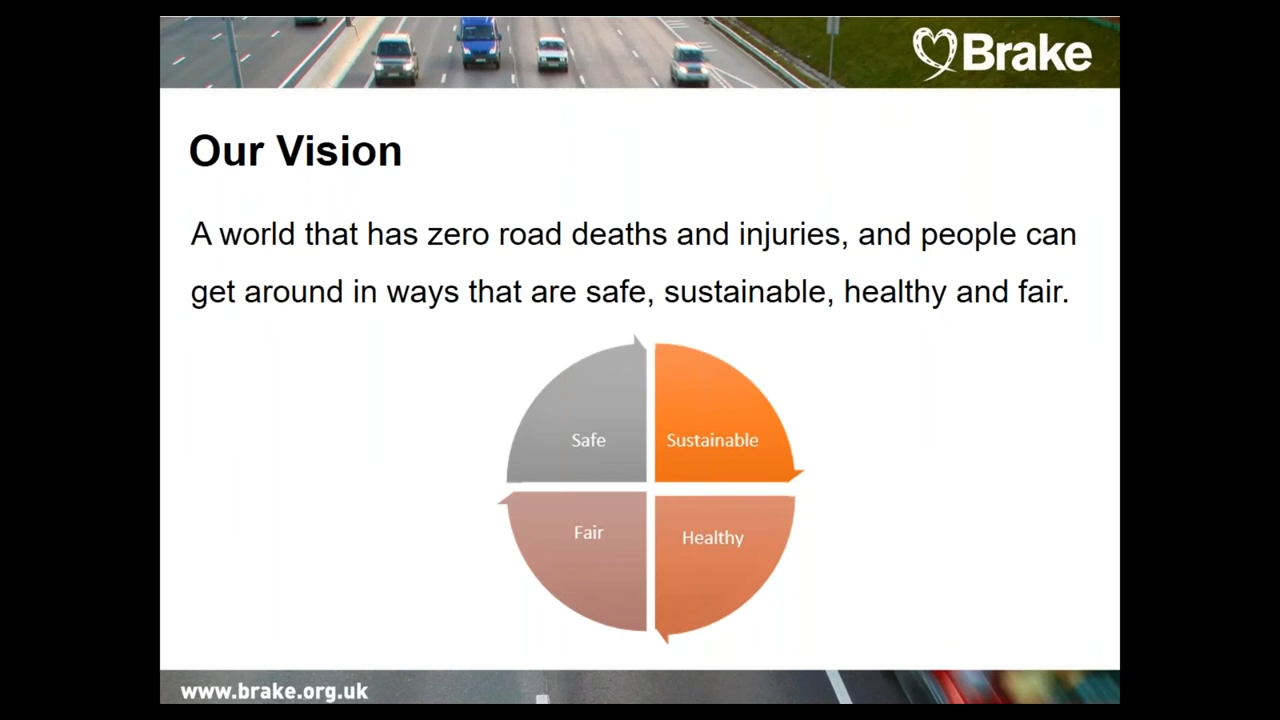 Brake
Our Vision
A world that has zero road deaths and injuries, and people can
get around in ways that are safe, sustainable, healthy and fair.
Safe
Sustainable
Fair
Healthy
www.brake.org.uk